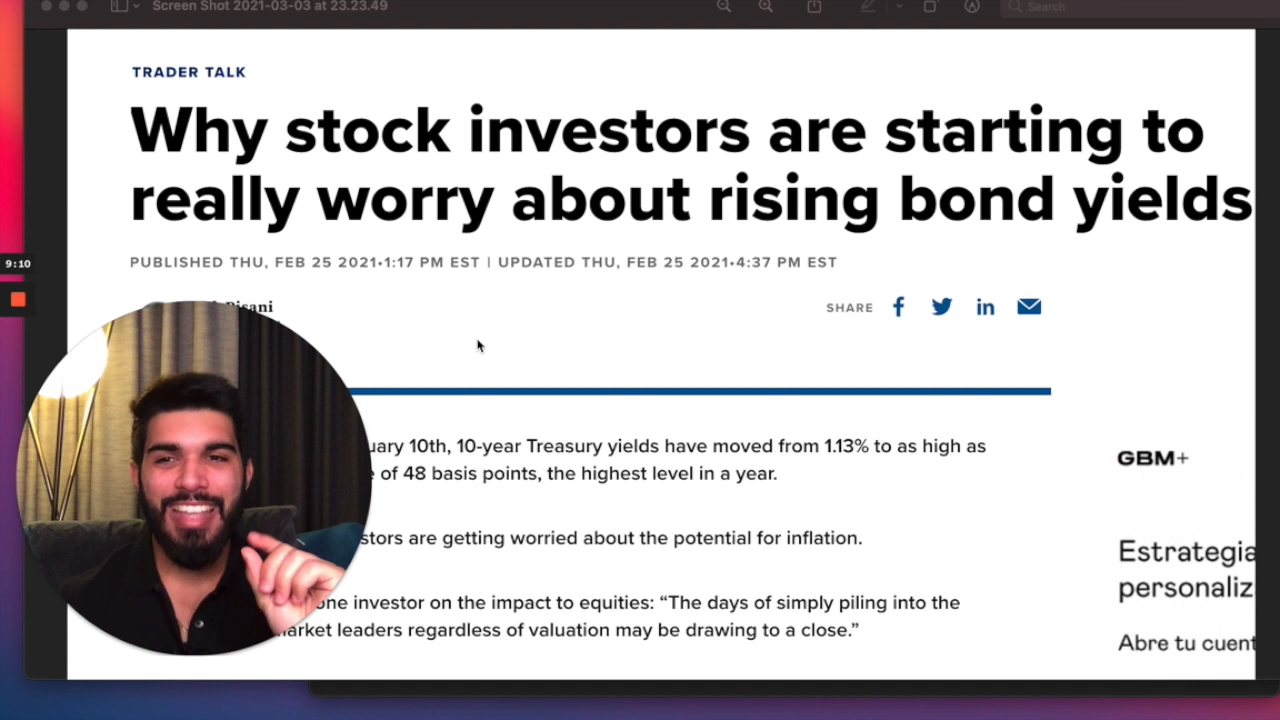 Screen Shot 2021-03-03 at 23.23.49
Search
TRADER TALK
Why stock investors are starting to
really worry about rising bond yields
PUBLISHED THU, FEB 25 2021•1:17 PM EST | UPDATED THU, FEB 25 2021•4:37 PM EST
9:10
Pisani
SHARE
10th, 10-year Treasury yields have moved from 1.13% to as high as
of 48 basis points, the highest level in a year.
GBM+
are getting worried about the potential for inflation.
Estrategia
personaliz
one investor on the impact to equities: “The days of simply piling into the
market leaders regardless of valuation may be drawing to a close.”
Abre tu cuent